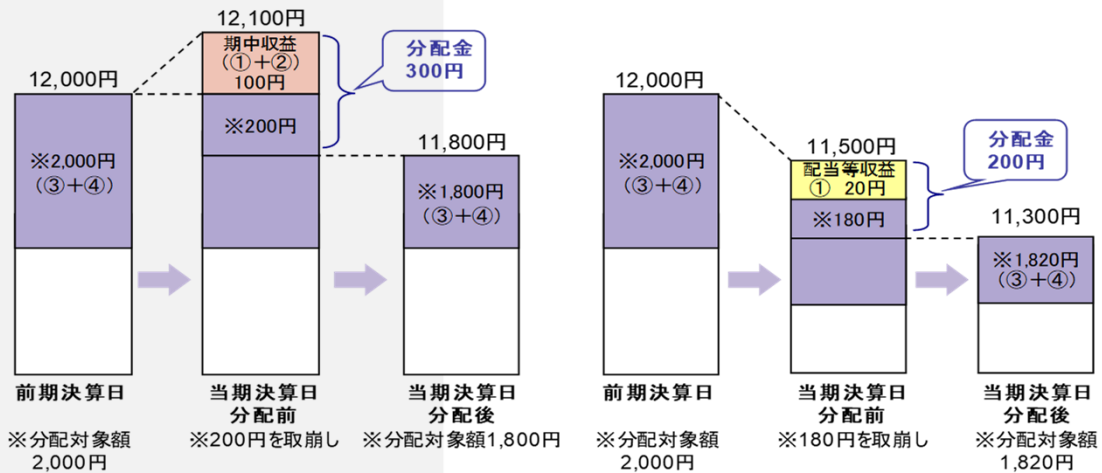 12,100円
期中収益
(①+②)
100円
分配金
300円
12,000円
※200円
11,800円
※2,000円
(③+④)
※1,800円
(③+④)
前期決算日
当期決算日
分配前
当期決算日
分配後
※分配対象額
2,000円
※200円を取崩し
※分配対象額1,800円
12,000円
11,500円
分配金
200円
※2,000円
(③+④)
配当等収益
① 20円
※180円
11,300円
※1,820円
(③+④)
前期決算日
当期決算日
分配前
当期決算日
分配後
※分配対象額
2,000円
※180円を取崩し
※分配対象額
1,820円